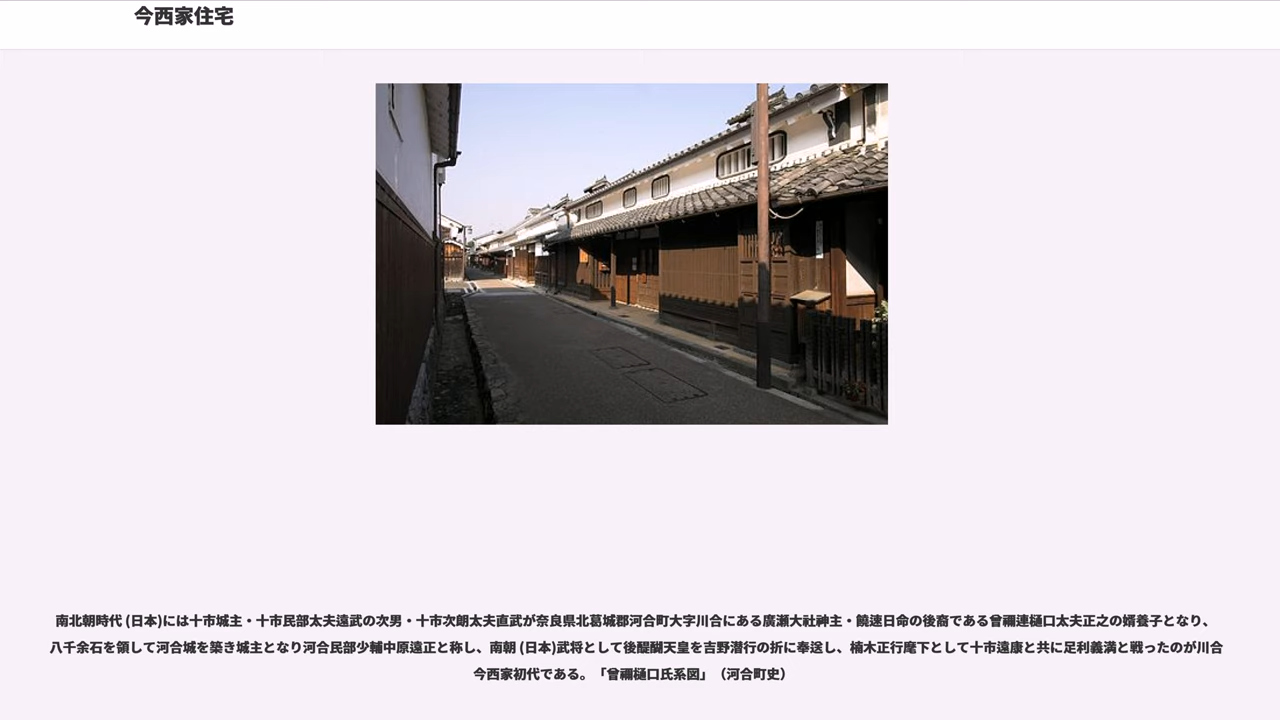 今西家住宅
南北朝時代 (日本)には十市城主・十市民部太夫遠武の次男・十市次朗太夫直武が奈良県北葛城郡河合町大字川合にある廣瀬大社神主・饒速日命の後裔である曾禰連樋口太夫正之の婿養子となり、
八千余石を領して河合城を築き城主となり河合民部少輔中原遠正と称し、南朝 (日本)武将として後醍醐天皇を吉野潜行の折に奉送し、楠木正行麾下として十市遠康と共に足利義満と戦ったのが川合
今西家初代である。「曾禰樋口氏系図」（河合町史）